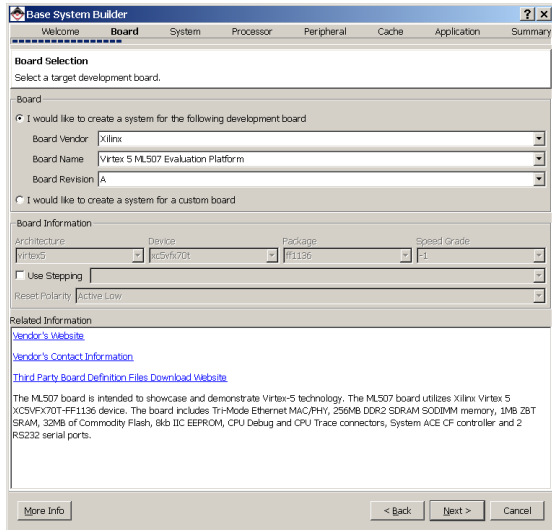 Base System Builder
Welcome Board System Processor Peripheral Cache Application Summary
Board Selection
Select a target development board.
Board
I would like to create a system for the following development board
Board Vendor Xilinx
Board Name Virtex 5 ML507 Evaluation Platform
Board Revision A
I would like to create a system for a custom board
Board Information
Architecture Device Package Speed Grade
virtex5 xc5vfx70t ff1136 -1
Use Stepping
Reset Polarity Active Low
Related Information
Vendor's Website
Vendor's Contact Information
Third Party Board Definition Files Download Website
The ML507 board is intended to showcase and demonstrate Virtex-5 technology. The ML507 board utilizes Xilinx Virtex 5
XC5VFX70T-FF1136 device. The board includes Tri-Mode Ethernet MAC/PHY, 256MB DDR2 SDRAM SODIMM memory, 1MB ZBT
SRAM, 32MB of Commodity Flash, 8kb IIC EEPROM, CPU Debug and CPU Trace connectors, System ACE CF controller and 2
RS232 serial ports.
More Info < Back Next > Cancel